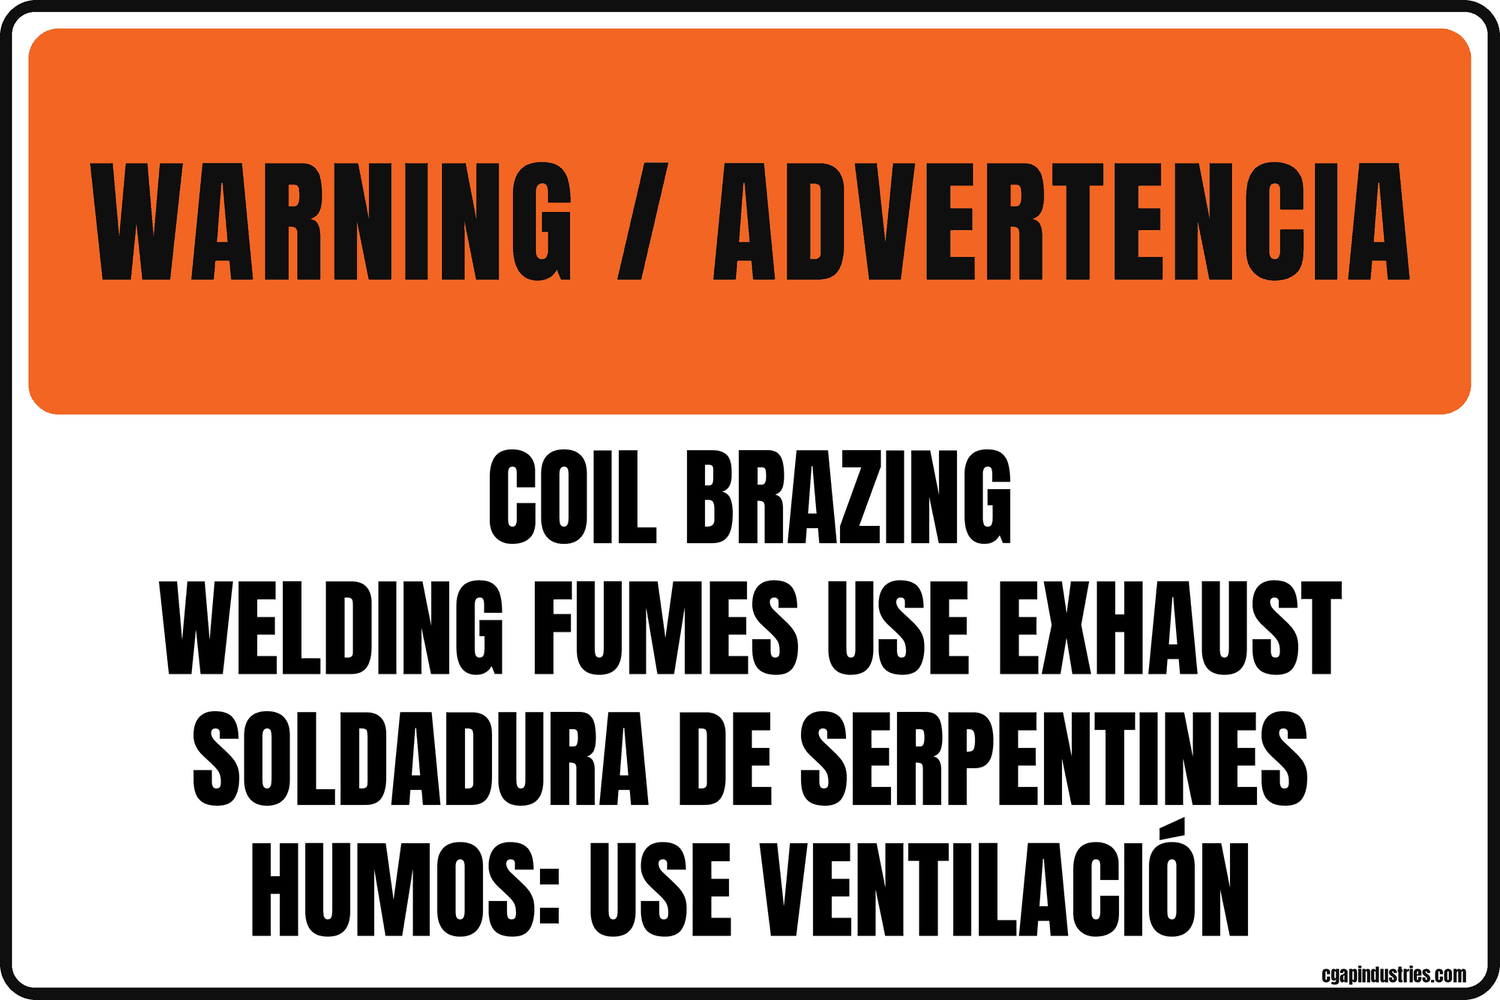 WARNING / ADVERTENCIA
COIL BRAZING
WELDING FUMES USE EXHAUST
SOLDADURA DE SERPENTINES
HUMOS: USE VENTILACIÓN
cgapindustries.com